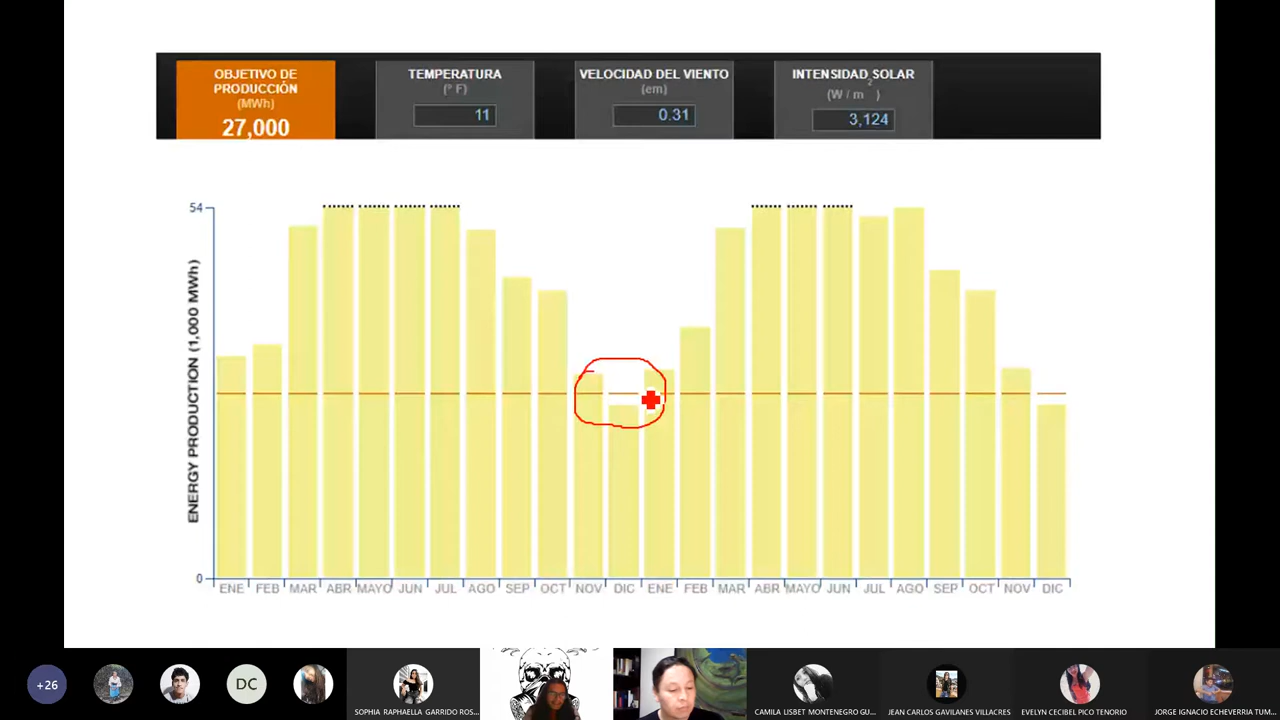 OBJETIVO DE
PRODUCCIÓN
(MWh)
27,000
TEMPERATURA
(° F)
11
VELOCIDAD DEL VIENTO
(em)
0.31
INTENSIDAD SOLAR
(W / m 2 )
3,124
54
ENERGY PRODUCTION (1,000 MWh)
0
ENE FEB MAR ABR MAYO JUN JUL AGO SEP OCT NOV DIC ENE FEB MAR ABR MAYO JUN JUL AGO SEP OCT NOV DIC
+26
DC
SOPHIA RAPHAELLA GARRIDO ROS...
CAMILA LISBET MONTENEGRO GU...
JEAN CARLOS GAVILANES VILLACRES
EVELYN CECIBEL PICO TENORIO
JORGE IGNACIO ECHEVERRIA TUM...